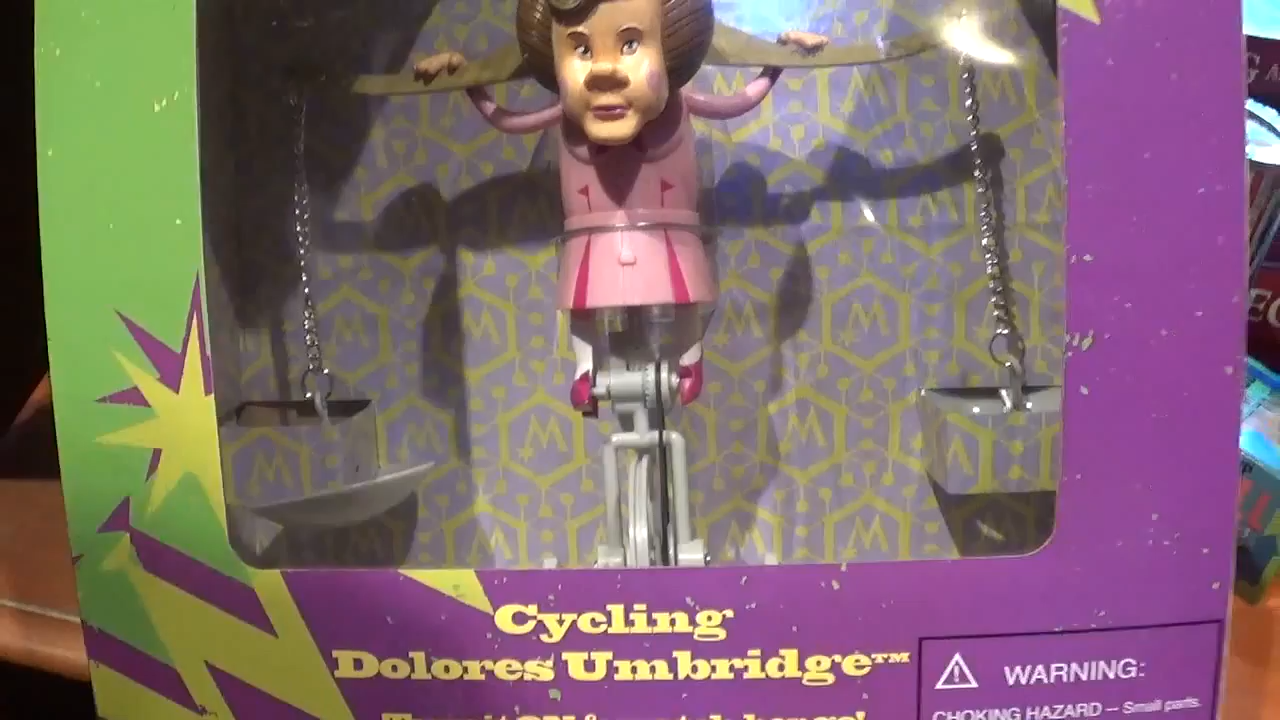 Cycling
Dolores Umbridge™
WARNING:
CHOKING HAZARD – Small parts.